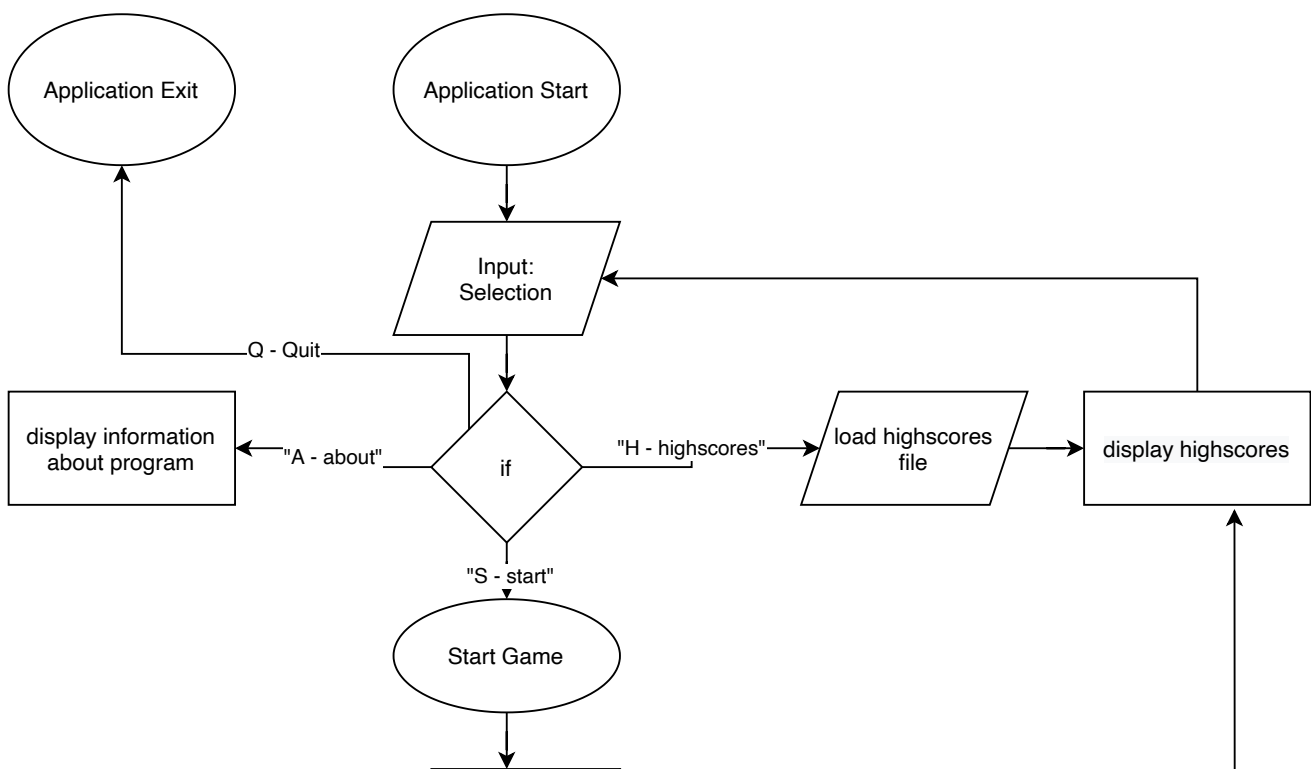 Application Exit
Application Start
Input:
Selection
Q - Quit
display information
about program
"A - about"
if
"H - highscores"
load highscores
file
display highscores
"S - start"
Start Game